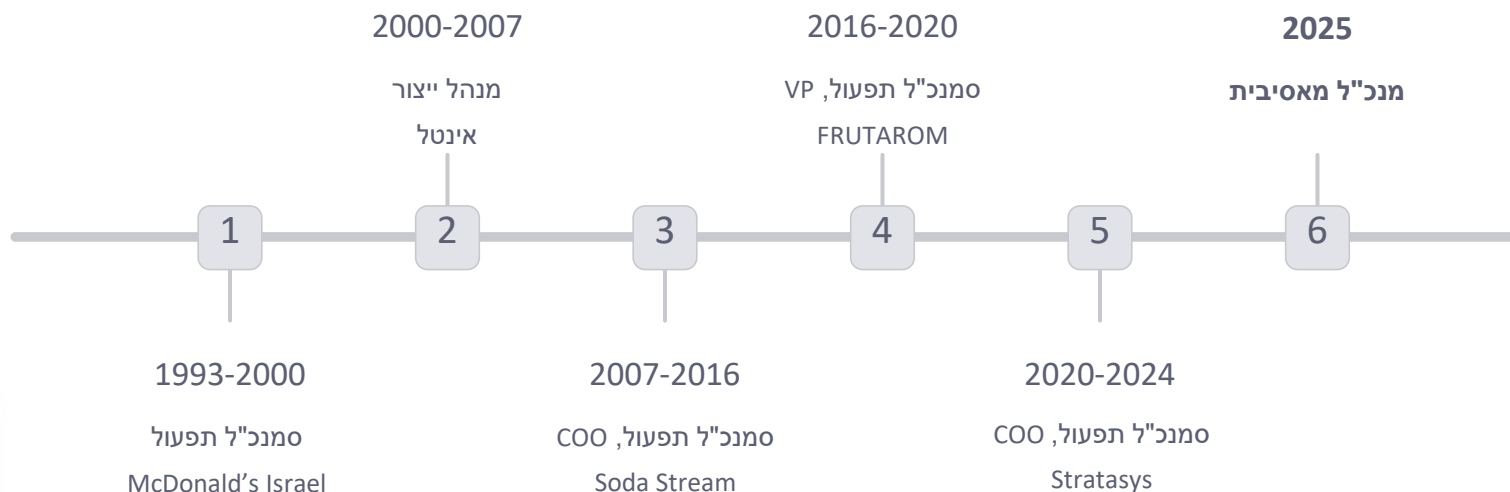 2000-2007
מנהל ייצור
אינטל
2016-2020
סמנכ"ל תפעול, VP
FRUTAROM
2025
מנכ"ל מאסיבית
1
2
3
4
5
6
1993-2000
סמנכ"ל תפעול
McDonald's Israel
2007-2016
סמנכ"ל תפעול, COO
Soda Stream
2020-2024
סמנכ"ל תפעול, COO
Stratasys